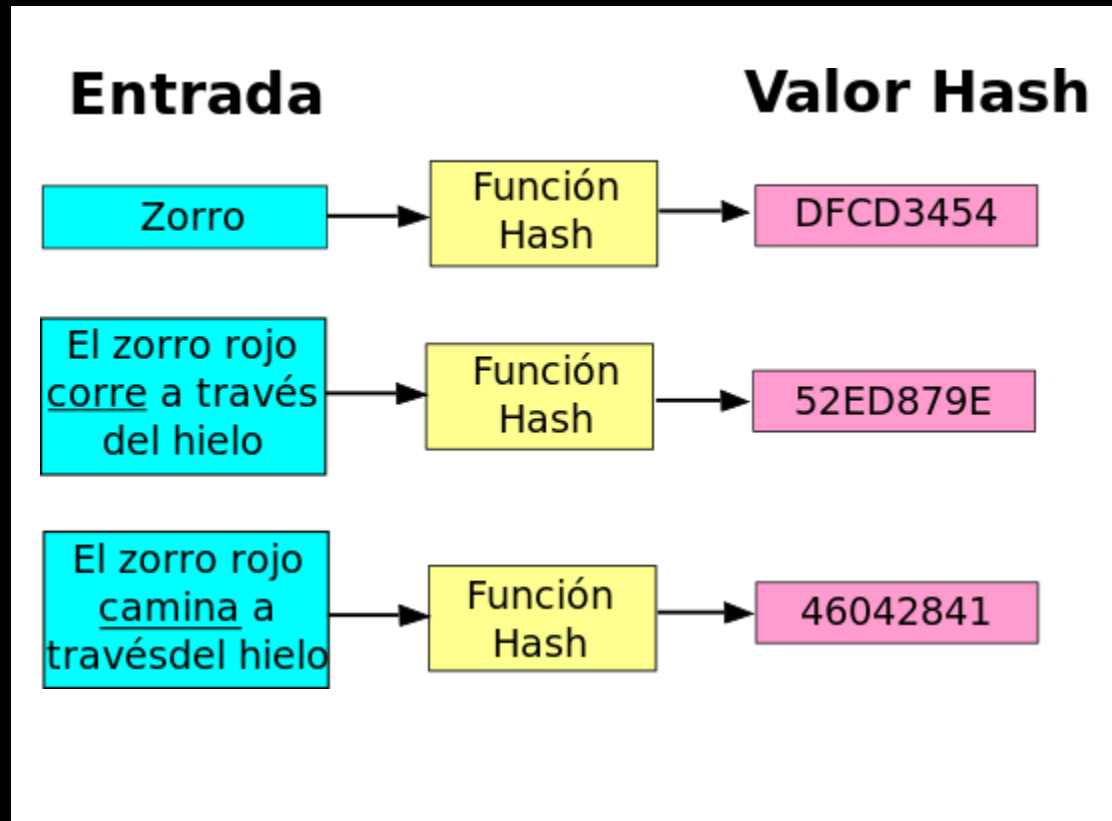 Entrada
Valor Hash
Zorro
Función
Hash
DFCD3454
El zorro rojo
corre a través
del hielo
Función
Hash
52ED879E
El zorro rojo
camina a
travésdel hielo
Función
Hash
46042841